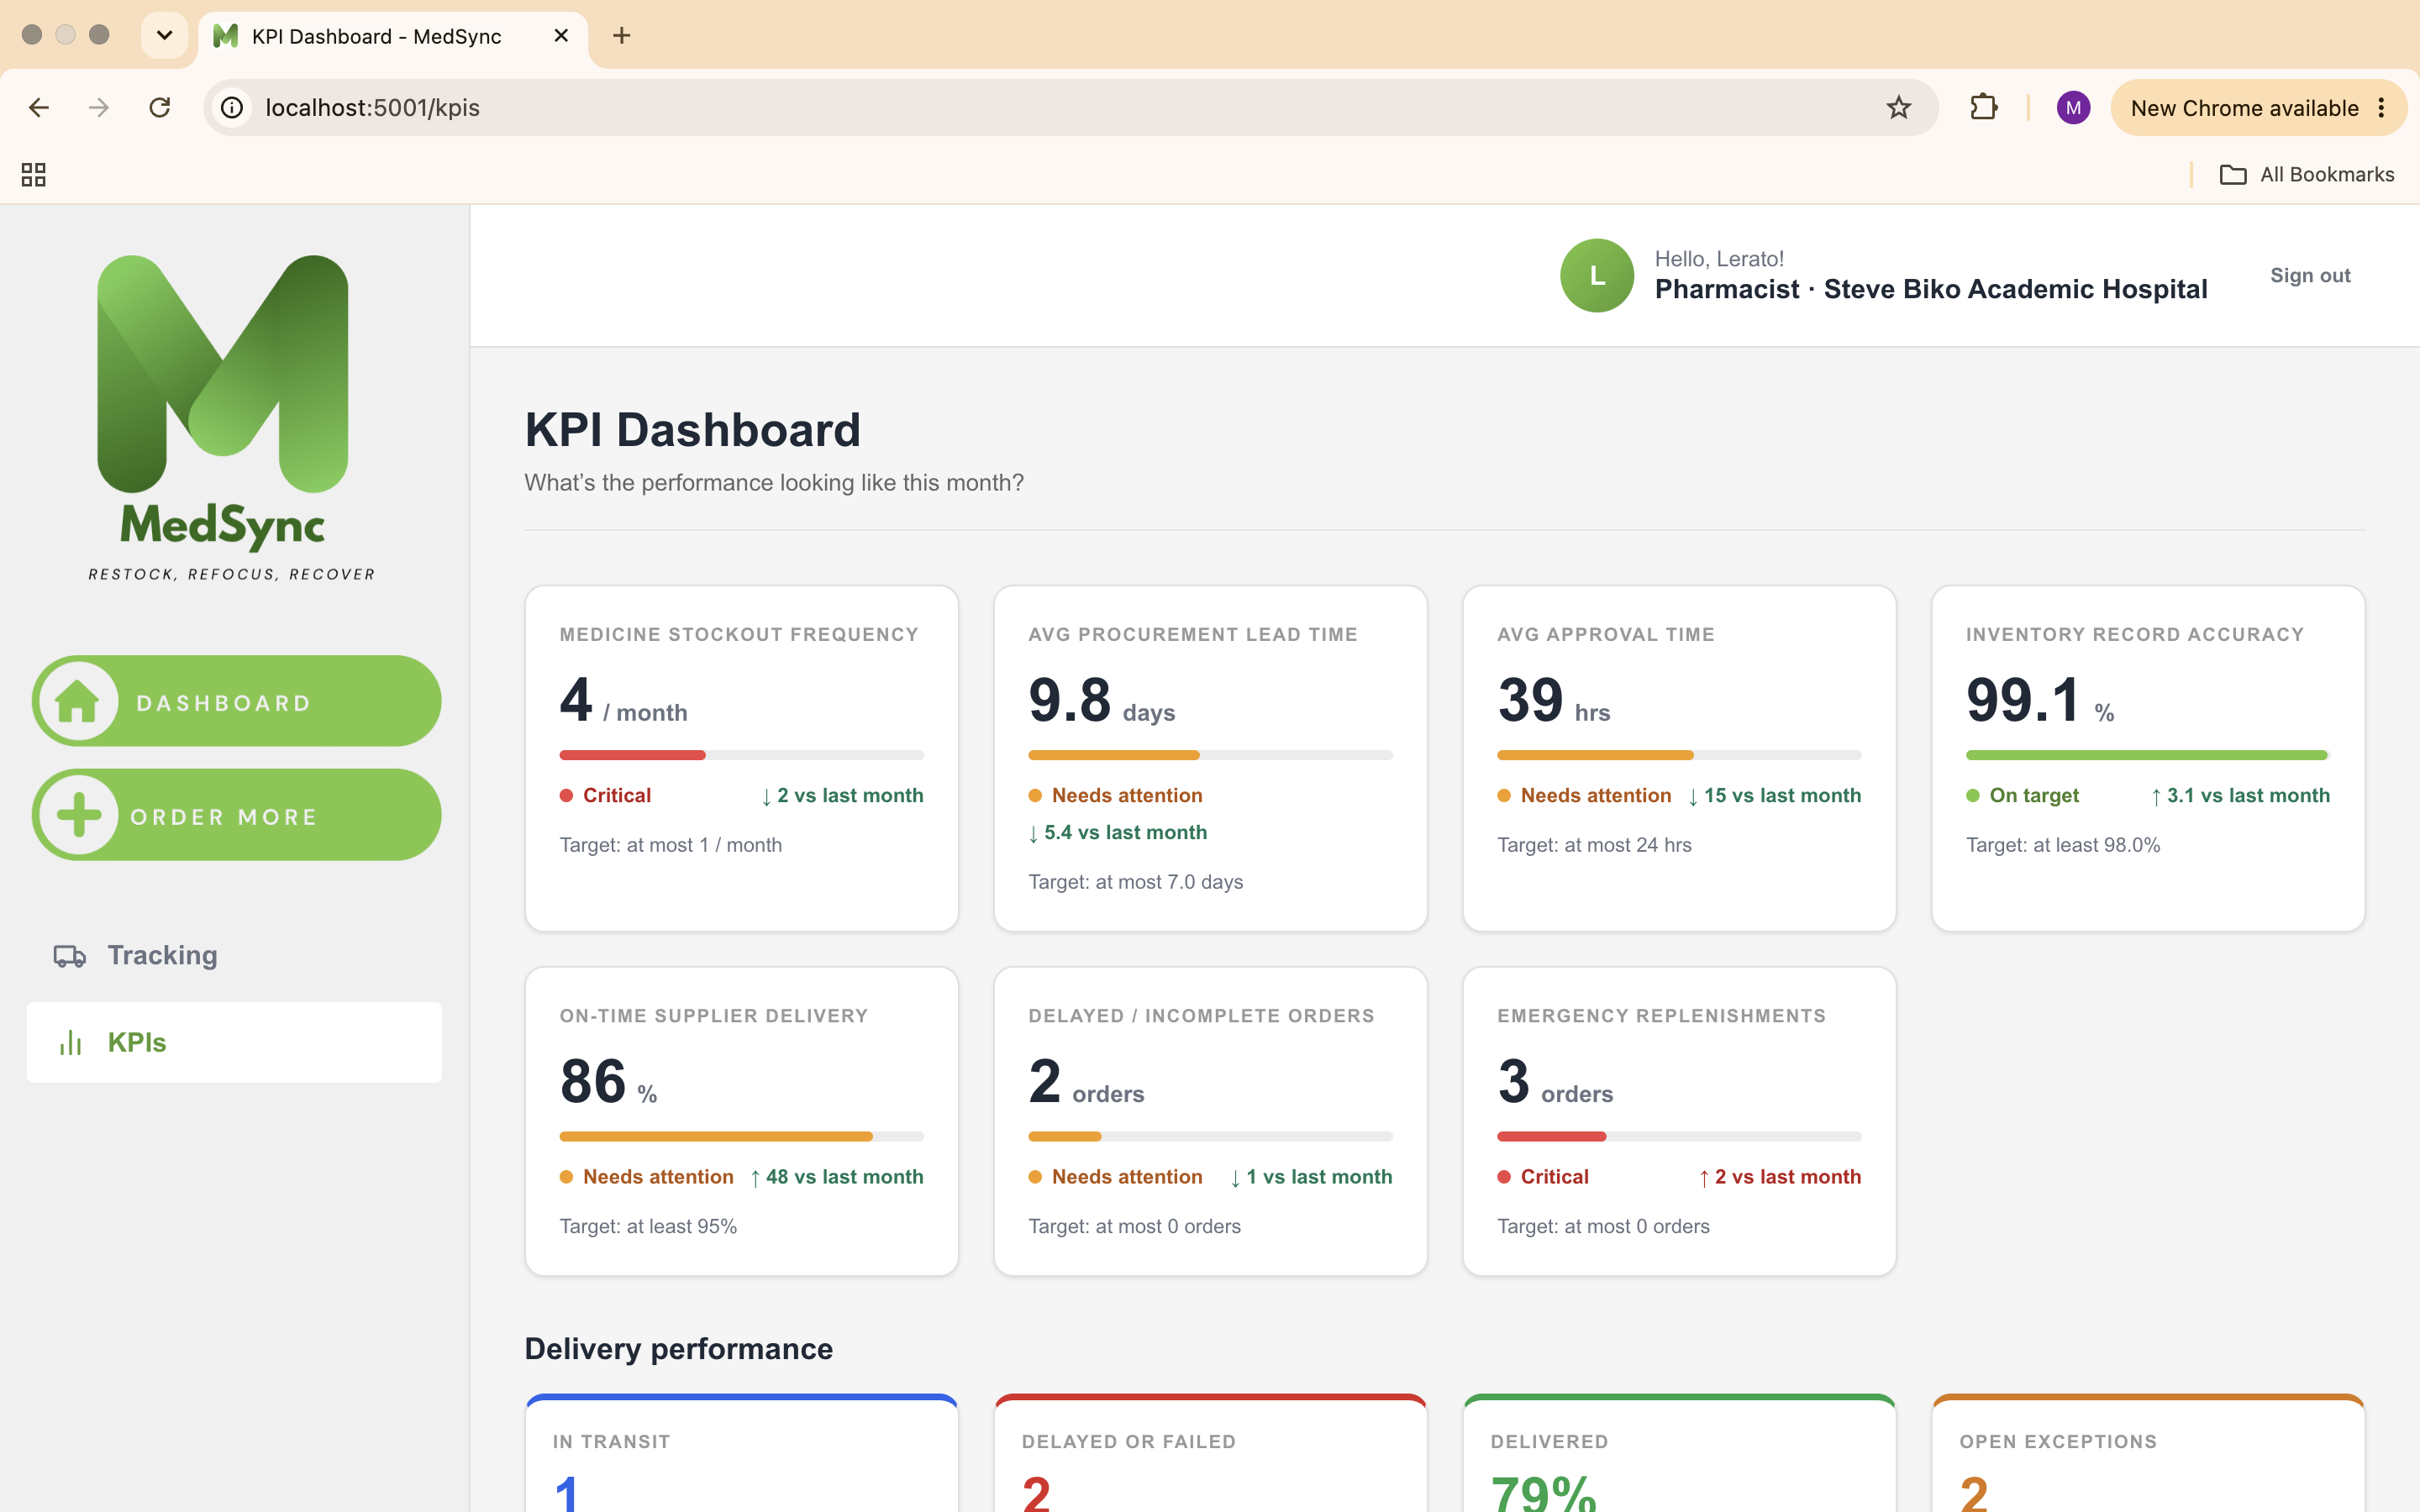 KPI Dashboard - MedSync
localhost:5001/kpis
M
New Chrome available
All Bookmarks
MedSync
RESTOCK, REFOCUS, RECOVER
DASHBOARD
ORDER MORE
Tracking
KPIs
L
Hello, Lerato!
Pharmacist · Steve Biko Academic Hospital
Sign out
KPI Dashboard
What’s the performance looking like this month?
MEDICINE STOCKOUT FREQUENCY
4 / month
Critical ↓ 2 vs last month
Target: at most 1 / month
AVG PROCUREMENT LEAD TIME
9.8 days
Needs attention
↓ 5.4 vs last month
Target: at most 7.0 days
AVG APPROVAL TIME
39 hrs
Needs attention ↓ 15 vs last month
Target: at most 24 hrs
INVENTORY RECORD ACCURACY
99.1 %
On target ↑ 3.1 vs last month
Target: at least 98.0%
ON-TIME SUPPLIER DELIVERY
86 %
Needs attention ↑ 48 vs last month
Target: at least 95%
DELAYED / INCOMPLETE ORDERS
2 orders
Needs attention ↓ 1 vs last month
Target: at most 0 orders
EMERGENCY REPLENISHMENTS
3 orders
Critical ↑ 2 vs last month
Target: at most 0 orders
Delivery performance
IN TRANSIT
1
DELAYED OR FAILED
2
DELIVERED
79%
OPEN EXCEPTIONS
2